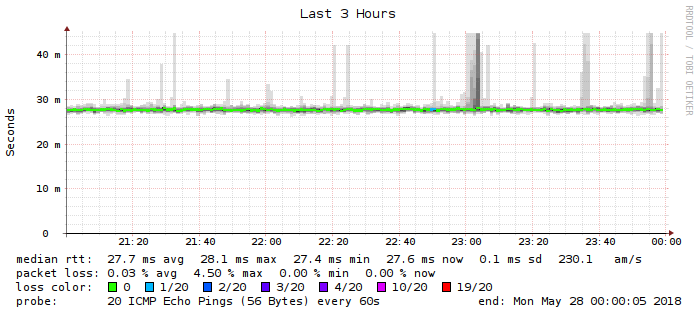 Last 3 Hours
RRDTOOL / TOBI OETIKER
Seconds
40 m
30 m
20 m
10 m
0
21:20 21:40 22:00 22:20 22:40 23:00 23:20 23:40 00:00
median rtt: 27.7 ms avg 28.1 ms max 27.4 ms min 27.6 ms now 0.1 ms sd 230.1 am/s
packet loss: 0.03 % avg 4.50 % max 0.00 % min 0.00 % now
loss color: 0 1/20 2/20 3/20 4/20 10/20 19/20
probe: 20 ICMP Echo Pings (56 Bytes) every 60s end: Mon May 28 00:00:05 2018